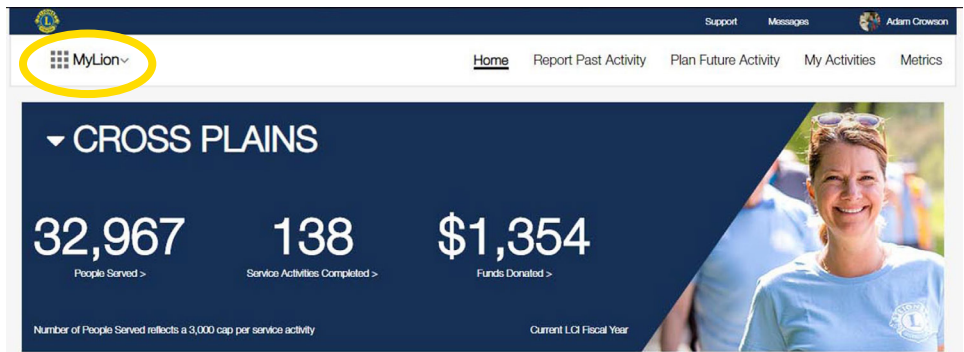 Support Messages Adam Crowson
MyLion
Home Report Past Activity Plan Future Activity My Activities Metrics
CROSS PLAINS
32,967 138 $1,354
People Served > Service Activities Completed > Funds Donated >
Number of People Served reflects a 3,000 cap per service activity Current LCI Fiscal Year
L